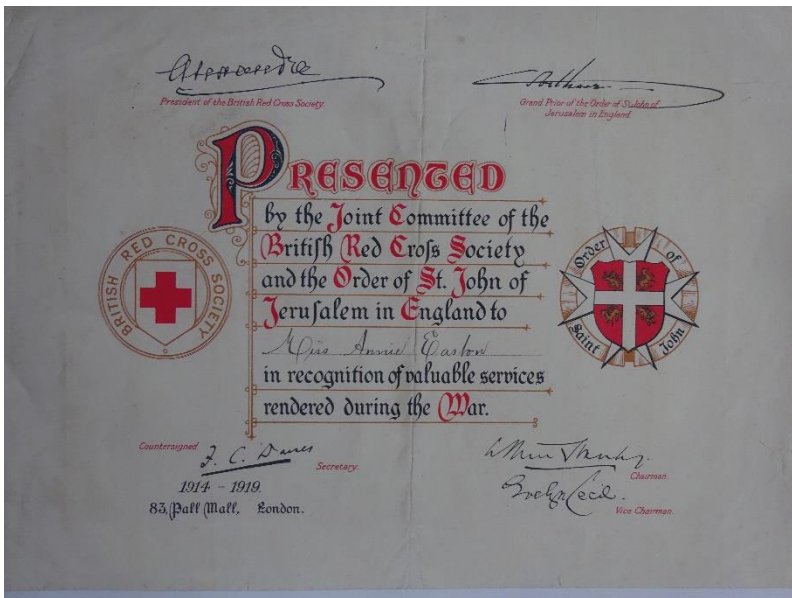 Alexandra
President of the British Red Cross Society
Arthur
Grand Prior of the Order of St John of
Jerusalem in England
PRESENTED
by the Joint Committee of the
Britiſh Red Croſs Society
and the Order of St. John of
Jeruſalem in England to
Miss Annie Easton
in recognition of valuable services
rendered during the War.
BRITISH RED CROSS SOCIETY
Order of Saint John
Countersigned
Secretary.
1914 - 1919.
83, Pall Mall, London.
Chairman.
Evelyn Cecil.
Vice Chairman.